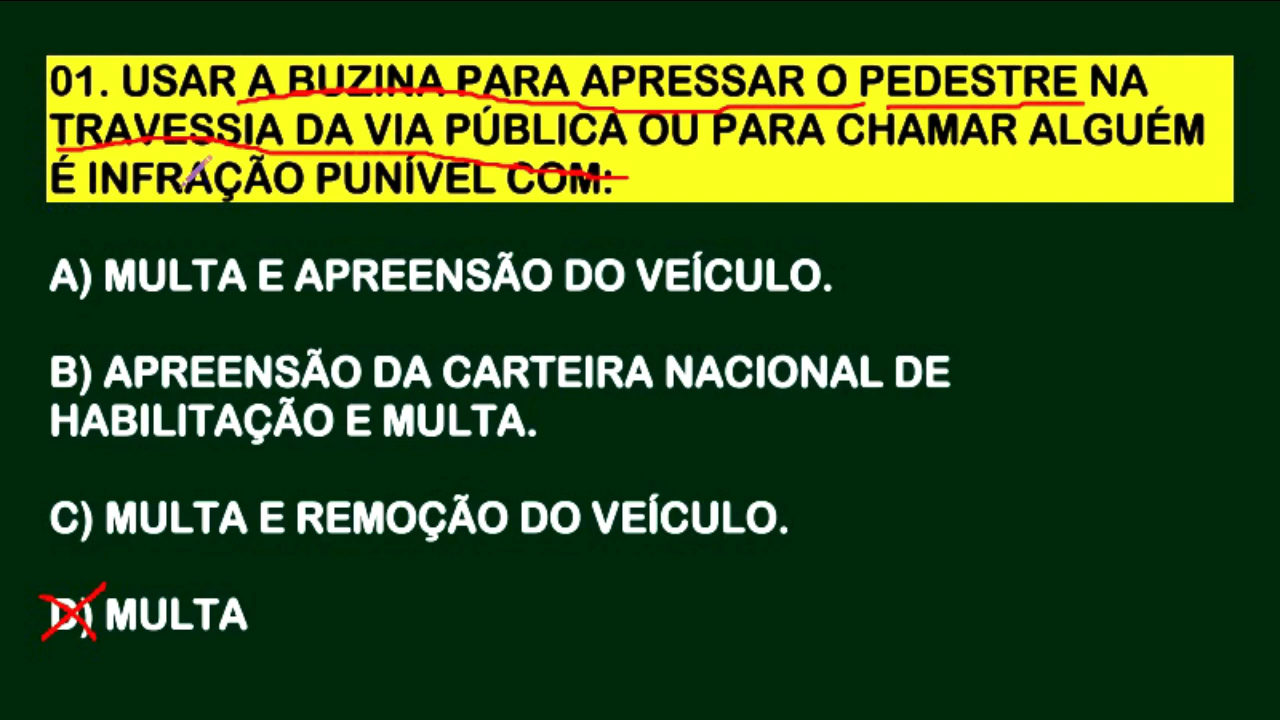 01. USAR A BUZINA PARA APRESSAR O PEDESTRE NA
TRAVESSIA DA VIA PÚBLICA OU PARA CHAMAR ALGUÉM
É INFRAÇÃO PUNÍVEL COM:
A) MULTA E APREENSÃO DO VEÍCULO.
B) APREENSÃO DA CARTEIRA NACIONAL DE
HABILITAÇÃO E MULTA.
C) MULTA E REMOÇÃO DO VEÍCULO.
D) MULTA